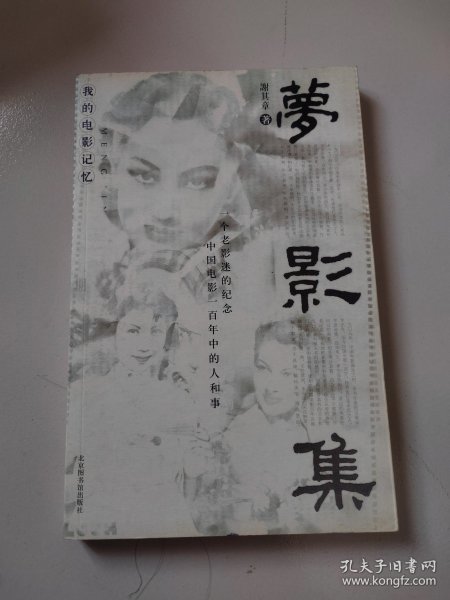 夢影集
謝其章 著
一个老影迷的纪念
中国电影一百年中的人和事
我的电影记忆
MENG
北京图书馆出版社
孔夫子旧书网
www.kongfz.com